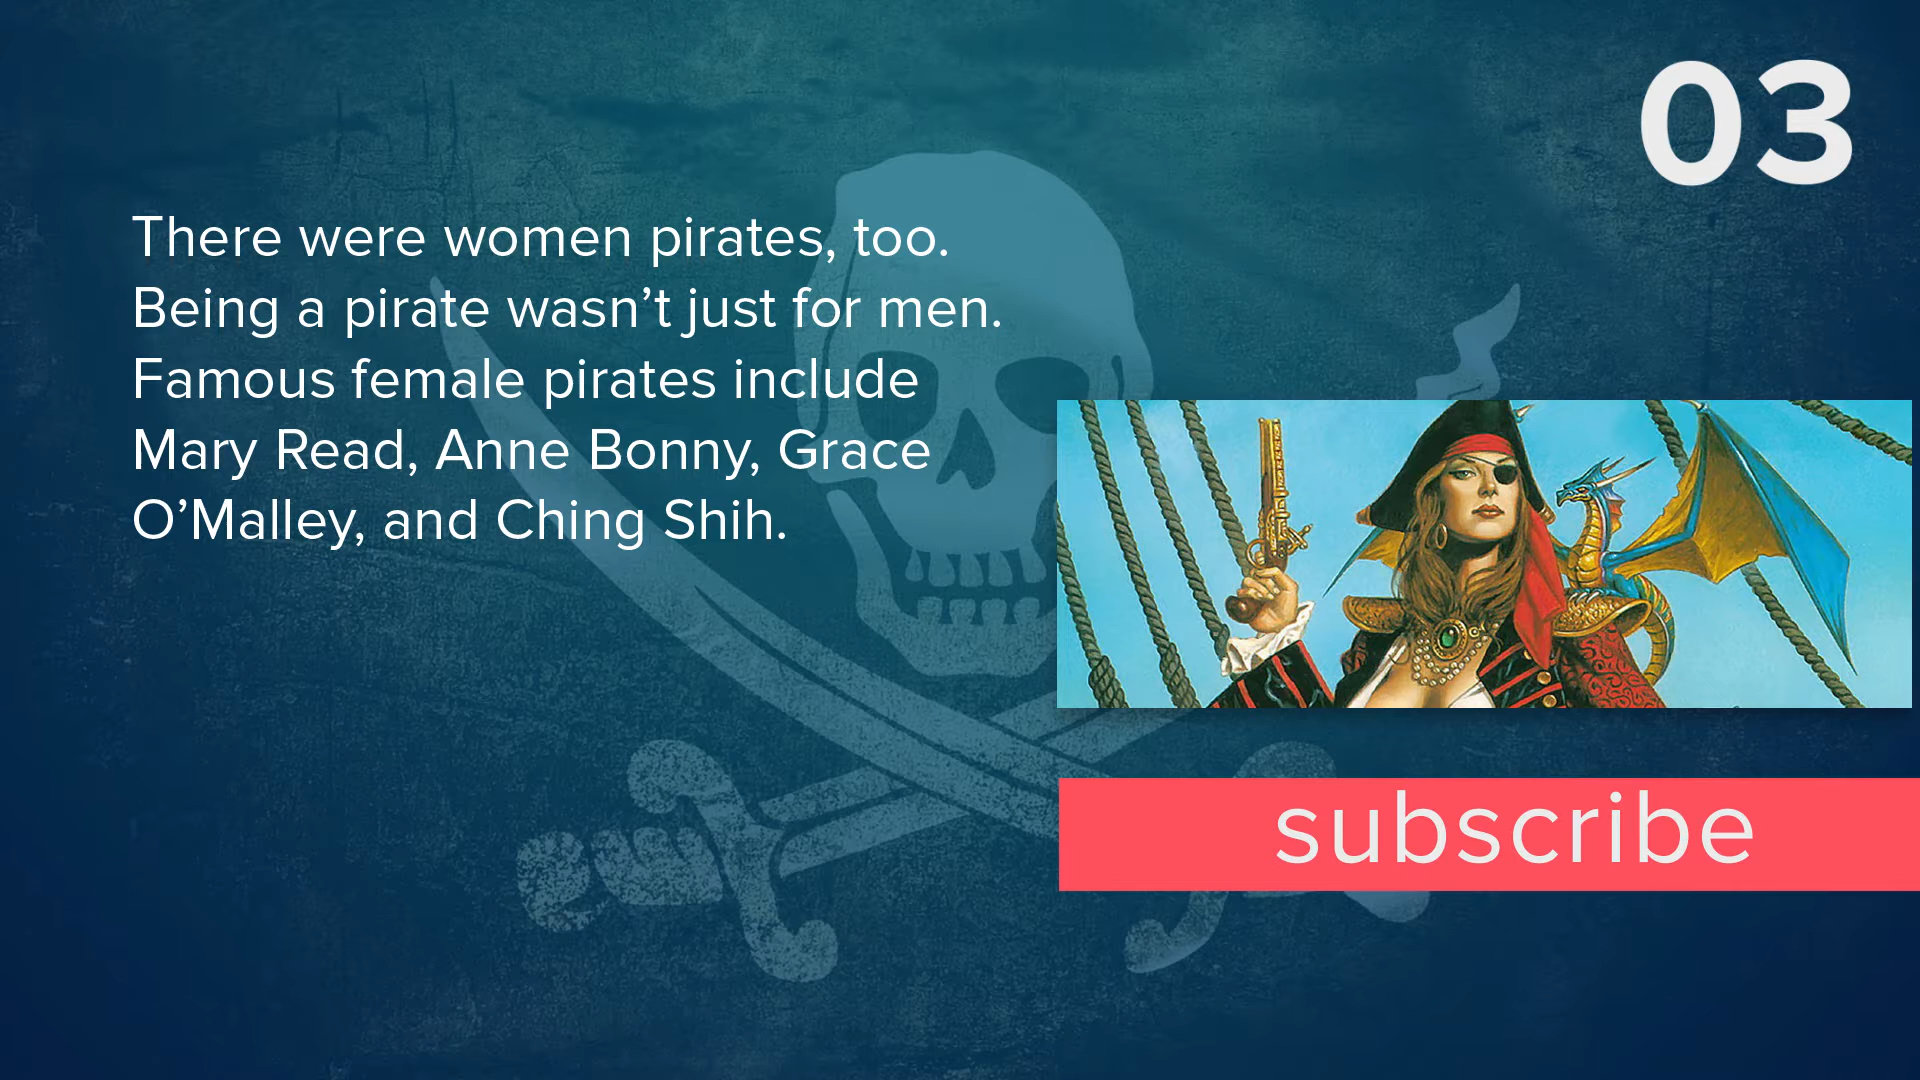 03
There were women pirates, too.
Being a pirate wasn’t just for men.
Famous female pirates include
Mary Read, Anne Bonny, Grace
O’Malley, and Ching Shih.
subscribe